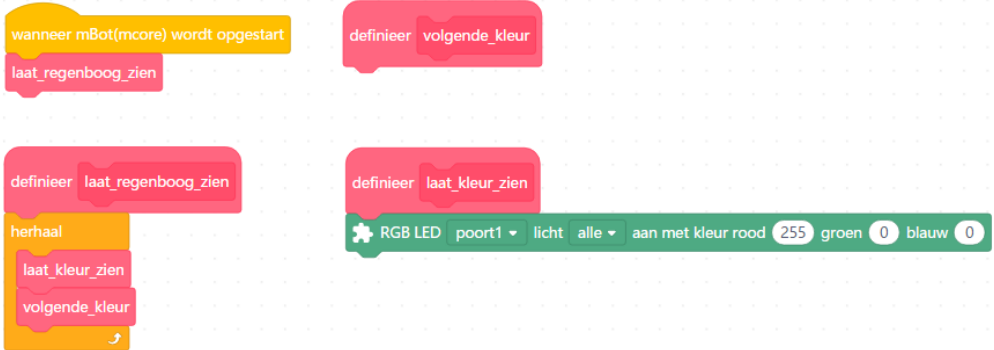 wanneer mBot(mcore) wordt opgestart
laat_regenboog_zien
definieer volgende_kleur
definieer laat_regenboog_zien
herhaal
laat_kleur_zien
volgende_kleur
definieer laat_kleur_zien
RGB LED poort1 licht alle aan met kleur rood 255 groen 0 blauw 0